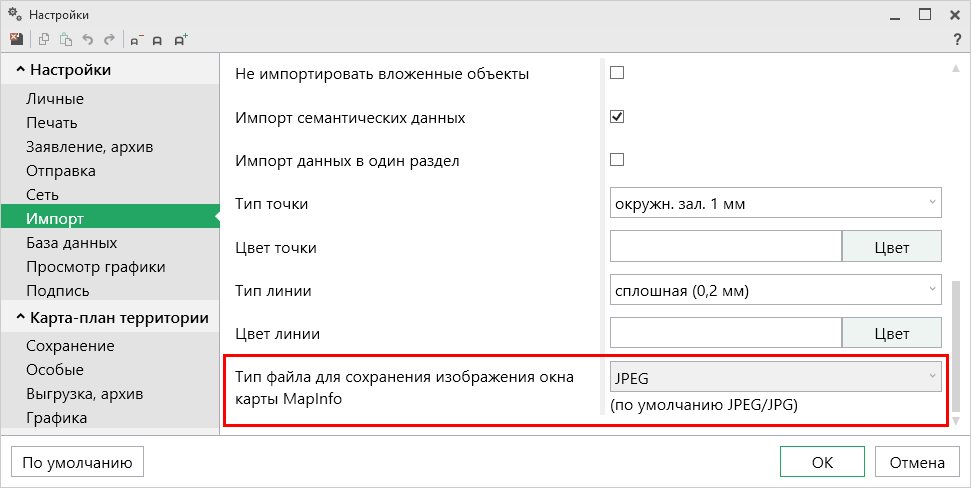 Настройки
?
Настройки
Личные
Печать
Заявление, архив
Отправка
Сеть
Импорт
База данных
Просмотр графики
Подпись
Карта-план территории
Сохранение
Особые
Выгрузка, архив
Графика
Не импортировать вложенные объекты
Импорт семантических данных
Импорт данных в один раздел
Тип точки
окружн. зал. 1 мм
Цвет точки
Цвет
Тип линии
сплошная (0,2 мм)
Цвет линии
Цвет
Тип файла для сохранения изображения окна
карты MapInfo
JPEG
(по умолчанию JPEG/JPG)
По умолчанию
ОК
Отмена